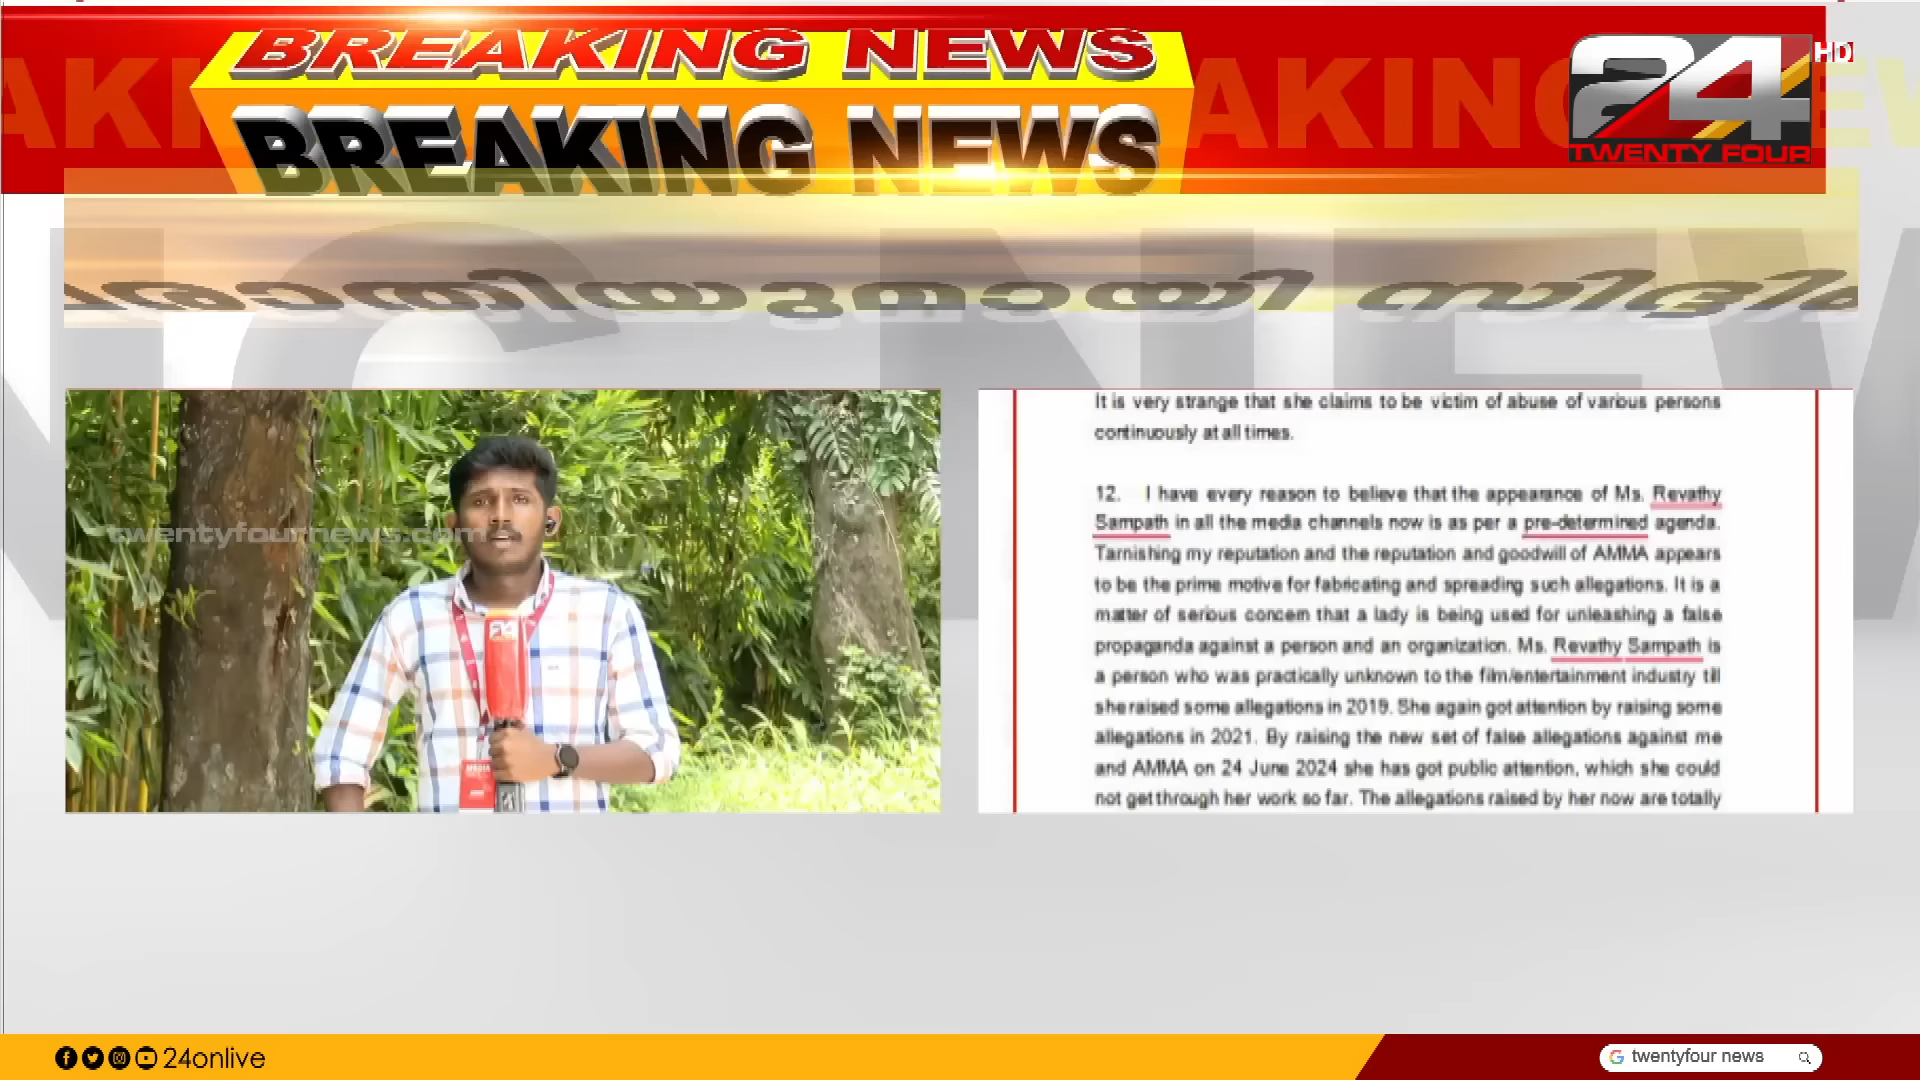 BREAKING NEWS
BREAKING NEWS
24
HD
TWENTY FOUR
twentyfournews.com
24
It is very strange that she claims to be victim of abuse of various persons
continuously at all times.
12. I have every reason to believe that the appearance of Ms. Revathy
Sampath in all the media channels now is as per a pre-determined agenda.
Tarnishing my reputation and the reputation and goodwill of AMMA appears
to be the prime motive for fabricating and spreading such allegations. It is a
matter of serious concern that a lady is being used for unleashing a false
propaganda against a person and an organization. Ms. Revathy Sampath is
a person who was practically unknown to the film/entertainment industry till
she raised some allegations in 2019. She again got attention by raising some
allegations in 2021. By raising the new set of false allegations against me
and AMMA on 24 June 2024 she has got public attention, which she could
not get through her work so far. The allegations raised by her now are totally
24onlive
twentyfour news